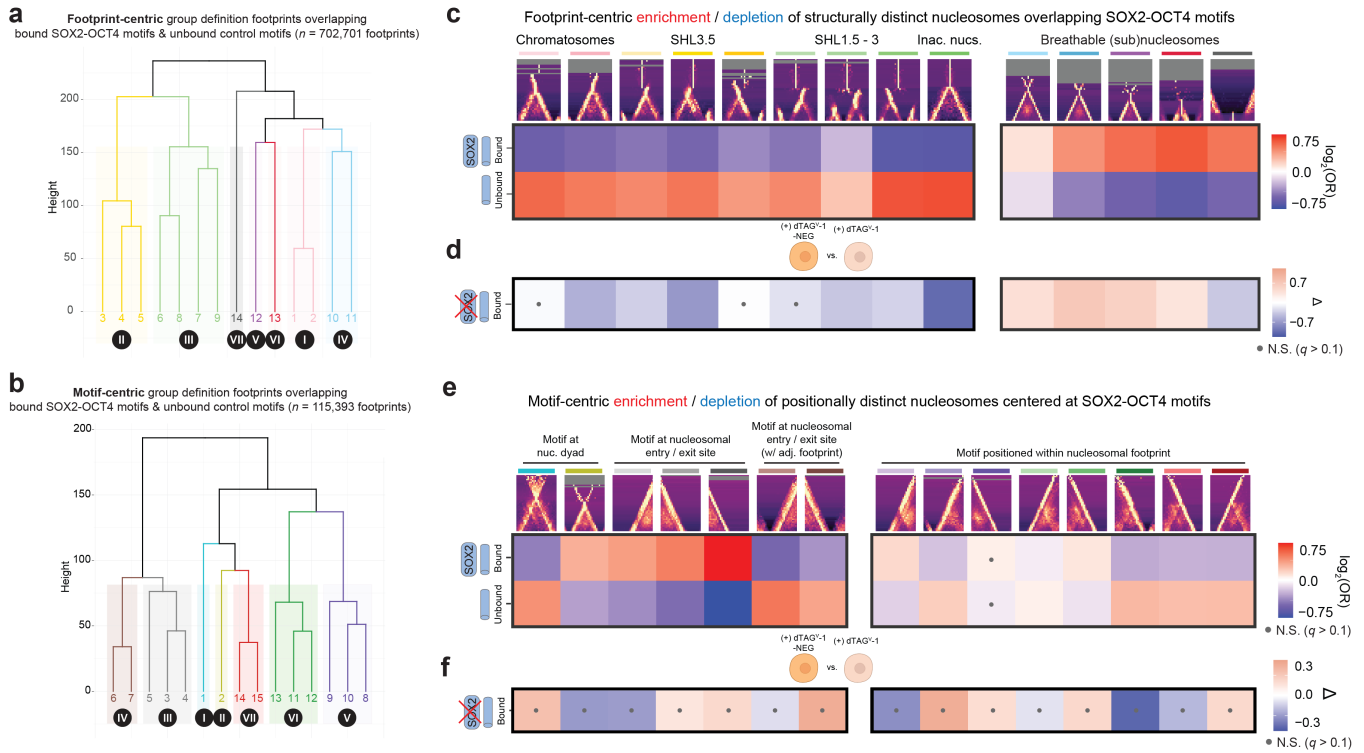 a
Footprint-centric group definition footprints overlapping
bound SOX2-OCT4 motifs & unbound control motifs (n = 702,701 footprints)
Height
200
150
100
50
0
3 4 5 6 8 7 9 14 12 13 1 2 10 11
II III VII V VI I IV
b
Motif-centric group definition footprints overlapping
bound SOX2-OCT4 motifs & unbound control motifs (n = 115,393 footprints)
Height
200
150
100
50
0
6 7 5 3 4 1 2 14 15 13 11 12 9 10 8
IV III I II VII VI V
c
Footprint-centric enrichment / depletion of structurally distinct nucleosomes overlapping SOX2-OCT4 motifs
Chromatosomes SHL3.5 SHL1.5 - 3 Inac. nucs. Breathable (sub)nucleosomes
SOX2
Bound
Unbound
0.75
0.0
−0.75
log2(OR)
(+) dTAGV-1
-NEG
vs.
(+) dTAGV-1
d
SOX2
Bound
0.7
−0.7
Δ
N.S. (q > 0.1)
e
Motif-centric enrichment / depletion of positionally distinct nucleosomes centered at SOX2-OCT4 motifs
Motif at
nuc. dyad
Motif at nucleosomal
entry / exit site
Motif at nucleosomal
entry / exit site
(w/ adj. footprint)
Motif positioned within nucleosomal footprint
SOX2
Bound
Unbound
0.75
0.0
−0.75
log2(OR)
N.S. (q > 0.1)
(+) dTAGV-1
-NEG
vs.
(+) dTAGV-1
f
SOX2
Bound
0.3
0.0
−0.3
Δ
N.S. (q > 0.1)